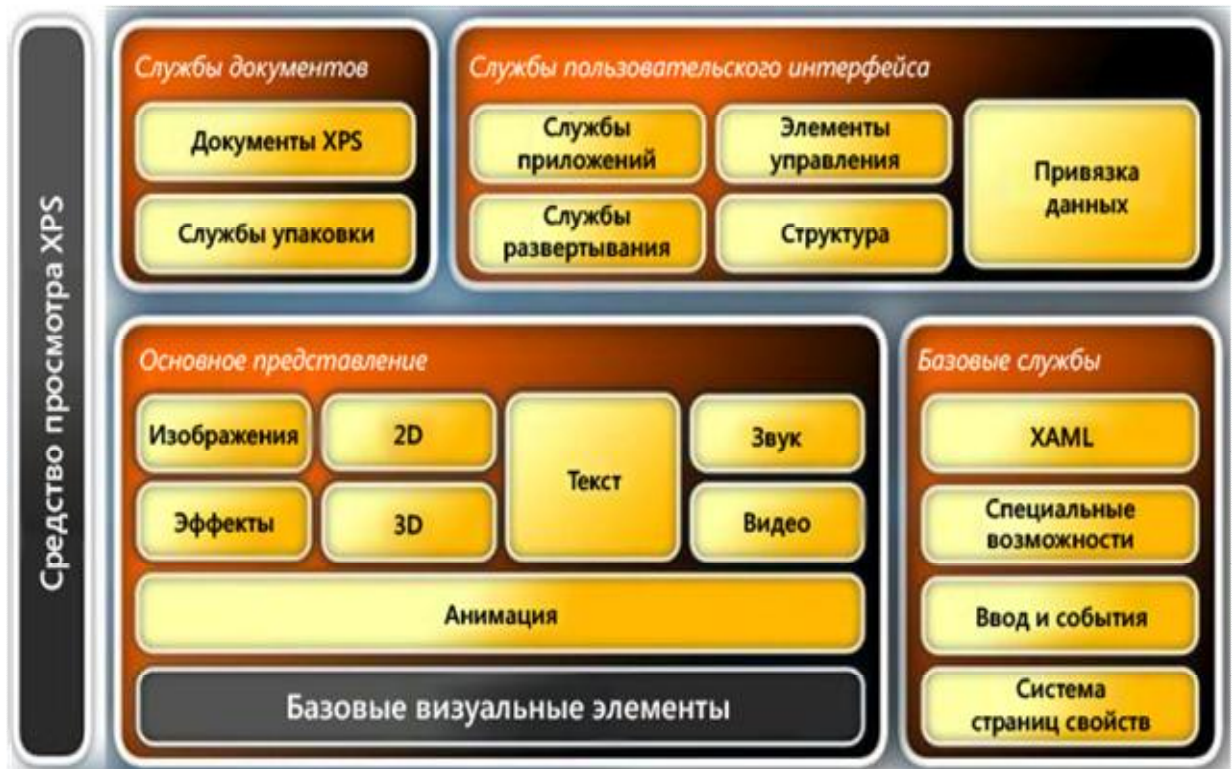 Средство просмотра XPS
Службы документов
Документы XPS
Службы упаковки
Службы пользовательского интерфейса
Службы
приложений
Элементы
управления
Привязка
данных
Службы
развертывания
Структура
Основное представление
Изображения
2D
Текст
Звук
Эффекты
3D
Видео
Анимация
Базовые визуальные элементы
Базовые службы
XAML
Специальные
возможности
Ввод и события
Система
страниц свойств